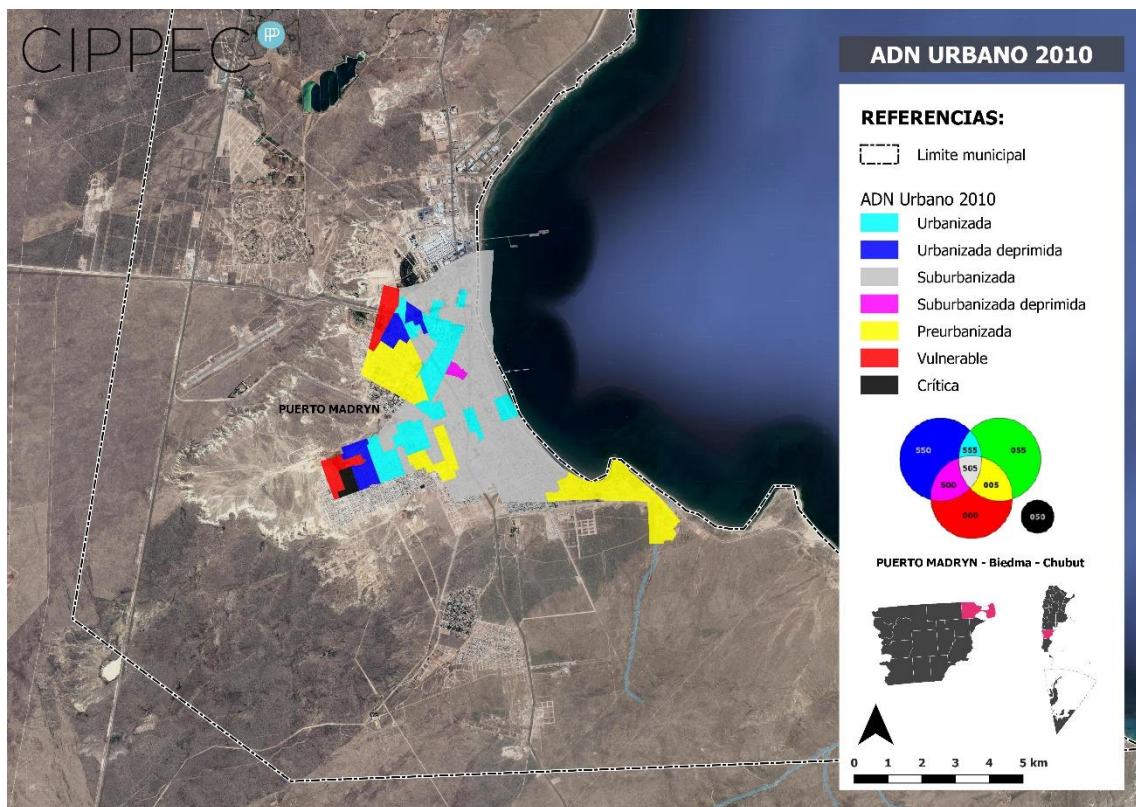 CIPPEC
PP
ADN URBANO 2010
REFERENCIAS:
Limite municipal
ADN Urbano 2010
Urbanizada
Urbanizada deprimida
Suburbanizada
Suburbanizada deprimida
Preurbanizada
Vulnerable
Crítica
PUERTO MADRYN
550
555
055
505
500
005
000
050
PUERTO MADRYN - Biedma - Chubut
0 1 2 3 4 5 km